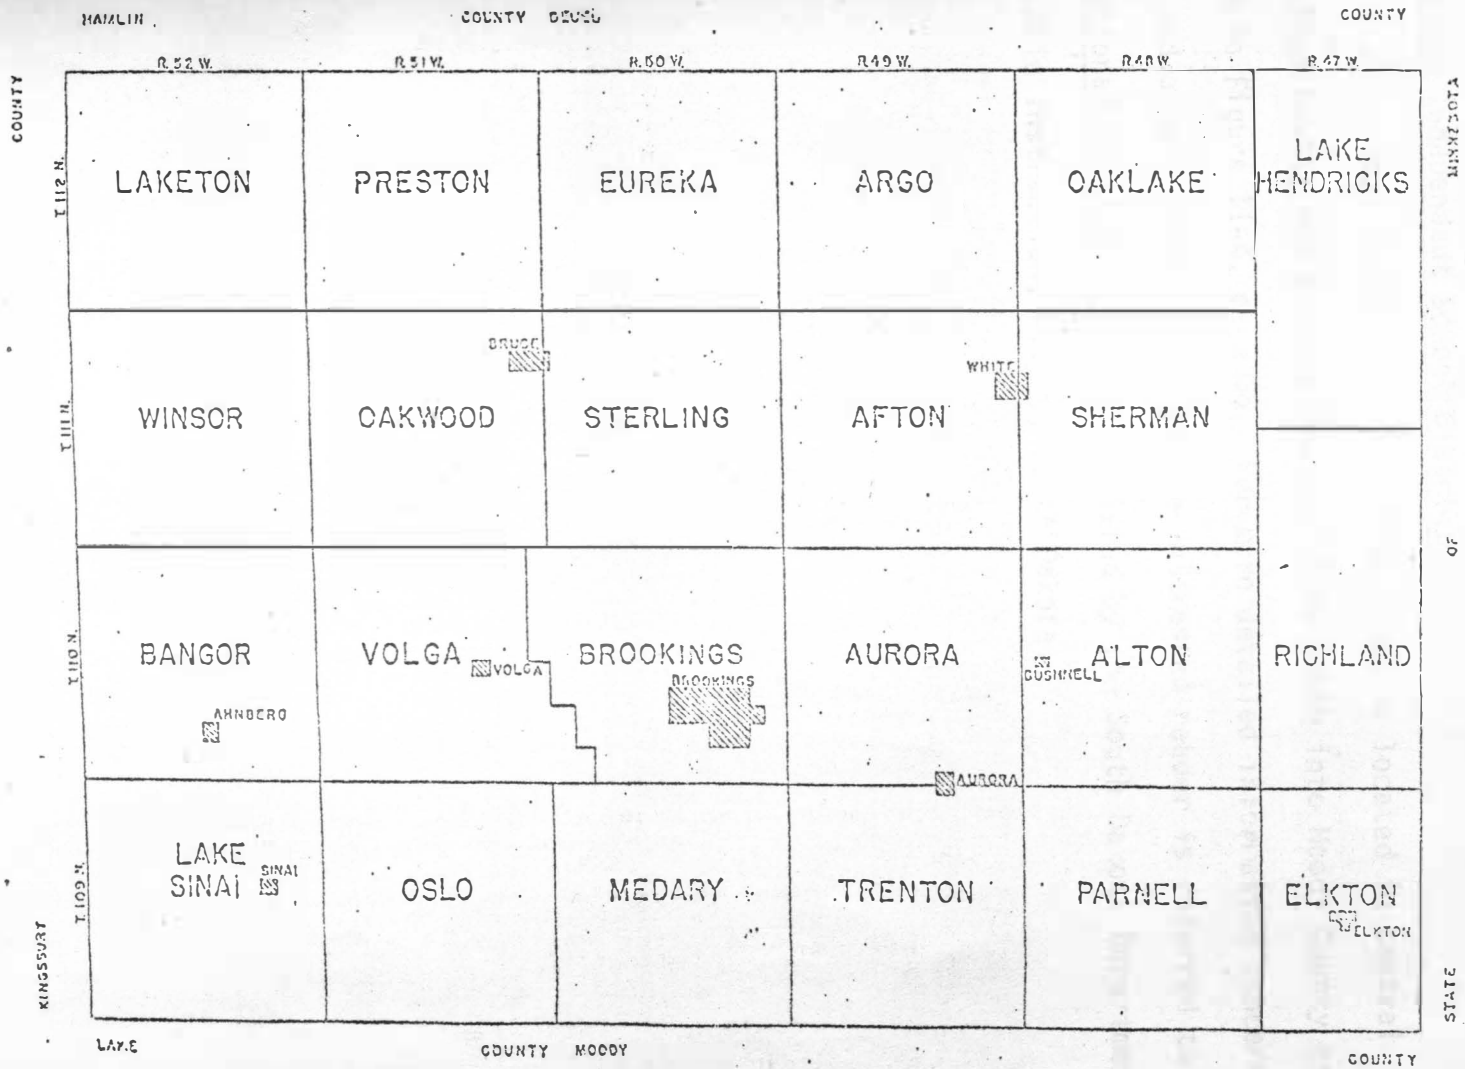 HAMLIN COUNTY DEUEL COUNTY
R.52 W. R.51 W. R.50 W. R.49 W. R.48 W. R.47 W.
COUNTY
MINNESOTA
T.112 N.
LAKETON PRESTON EUREKA ARGO OAKLAKE
LAKE
HENDRICKS
BRUCE
WHITE
T.111 N.
WINSOR OAKWOOD STERLING AFTON SHERMAN
OF
T.110 N.
BANGOR VOLGA BROOKINGS AURORA ALTON RICHLAND
VOLGA
BROOKINGS
BUSHNELL
AHNBERG
AURORA
T.109 N.
LAKE
SINAI
SINAI
OSLO MEDARY TRENTON PARNELL ELKTON
ELKTON
KINGSBURY
STATE
LAKE COUNTY MOODY COUNTY